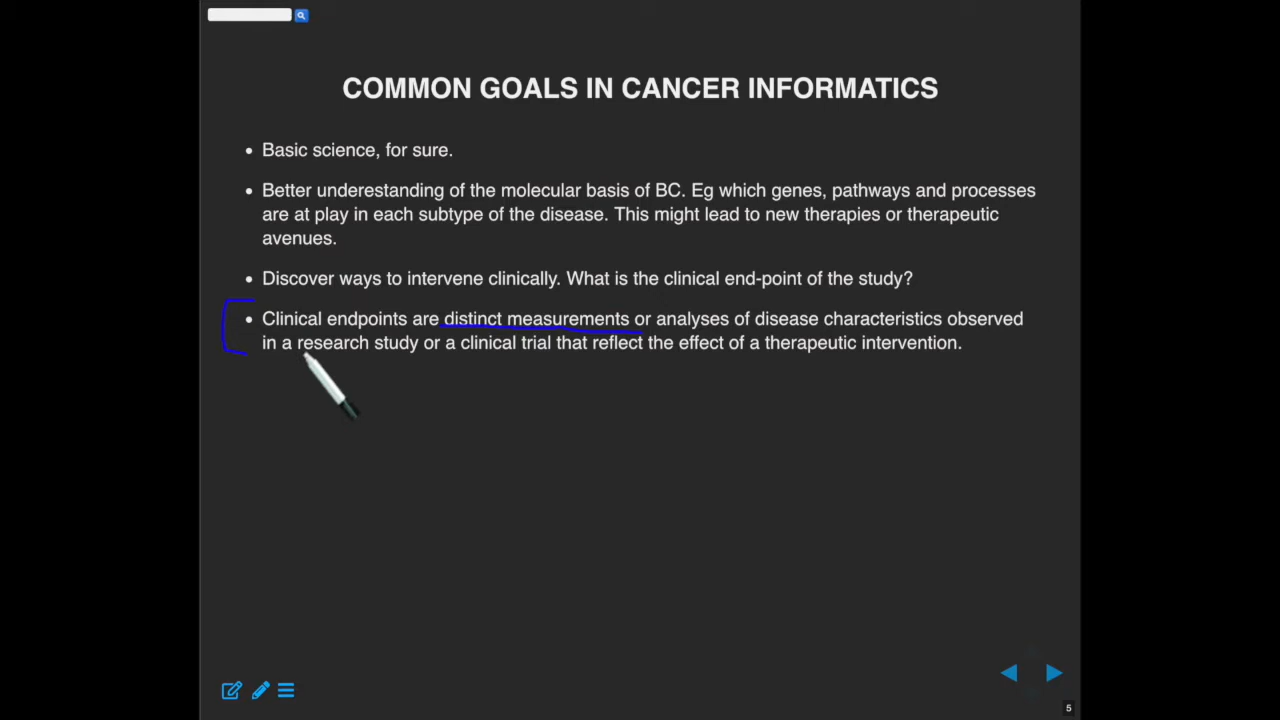 COMMON GOALS IN CANCER INFORMATICS
Basic science, for sure.
Better underestanding of the molecular basis of BC. Eg which genes, pathways and processes
are at play in each subtype of the disease. This might lead to new therapies or therapeutic
avenues.
Discover ways to intervene clinically. What is the clinical end-point of the study?
Clinical endpoints are distinct measurements or analyses of disease characteristics observed
in a research study or a clinical trial that reflect the effect of a therapeutic intervention.
5